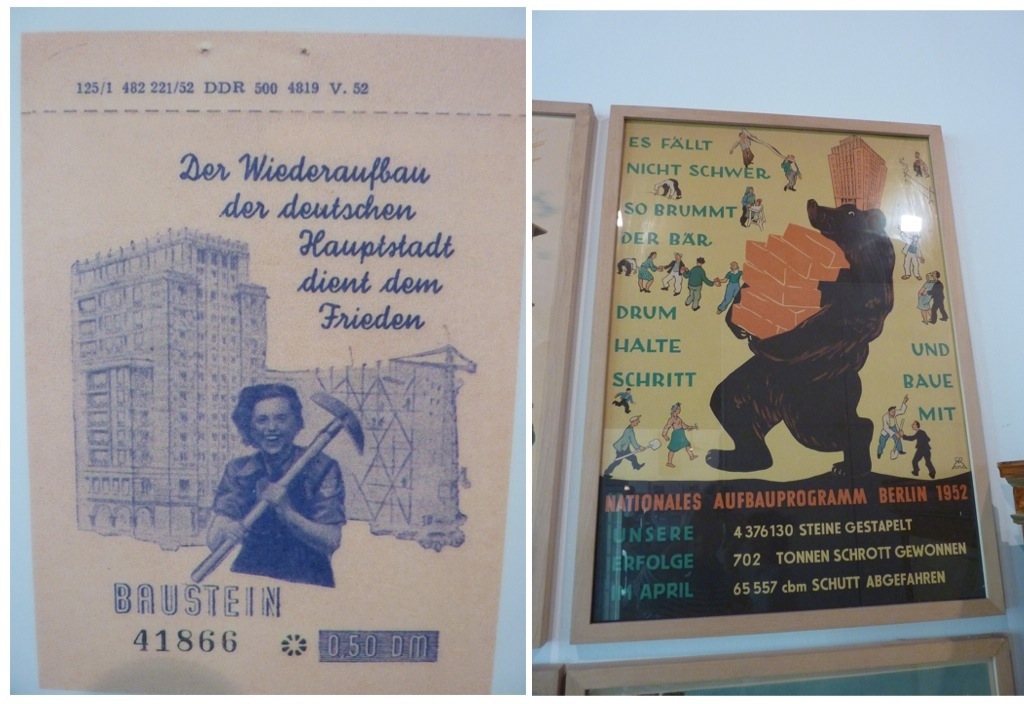 125/1 482 221/52 DDR 500 4819 V. 52
Der Wiederaufbau
der deutschen
Hauptstadt
dient dem
Frieden
BAUSTEIN
41866 0,50 DM
ES FÄLLT
NICHT SCHWER
SO BRUMMT
DER BÄR
DRUM
HALTE
SCHRITT
UND
BAUE
MIT
NATIONALES AUFBAUPROGRAMM BERLIN 1952
UNSERE
ERFOLGE
IM APRIL
4 376130 STEINE GESTAPELT
702 TONNEN SCHROTT GEWONNEN
65 557 cbm SCHUTT ABGEFAHREN